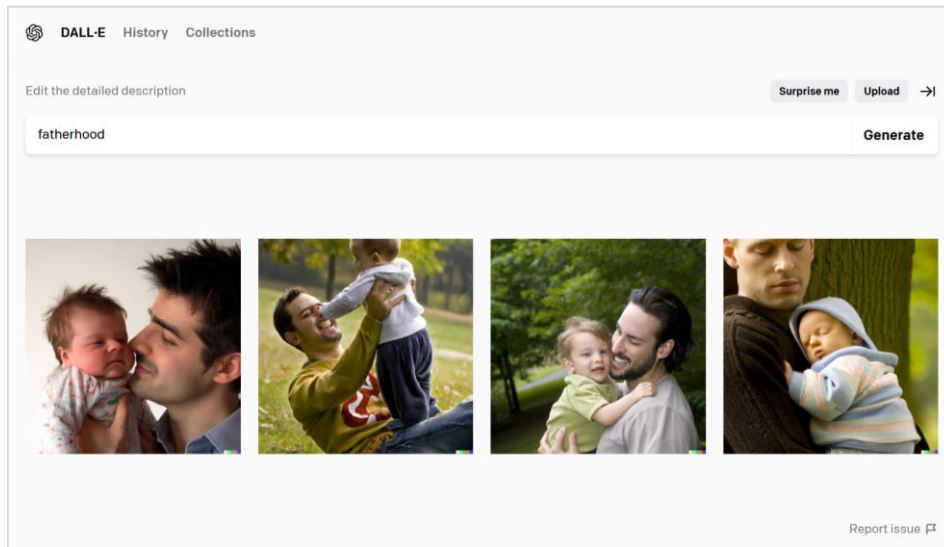 DALL·E History Collections
Edit the detailed description
Surprise me Upload
fatherhood Generate
Report issue